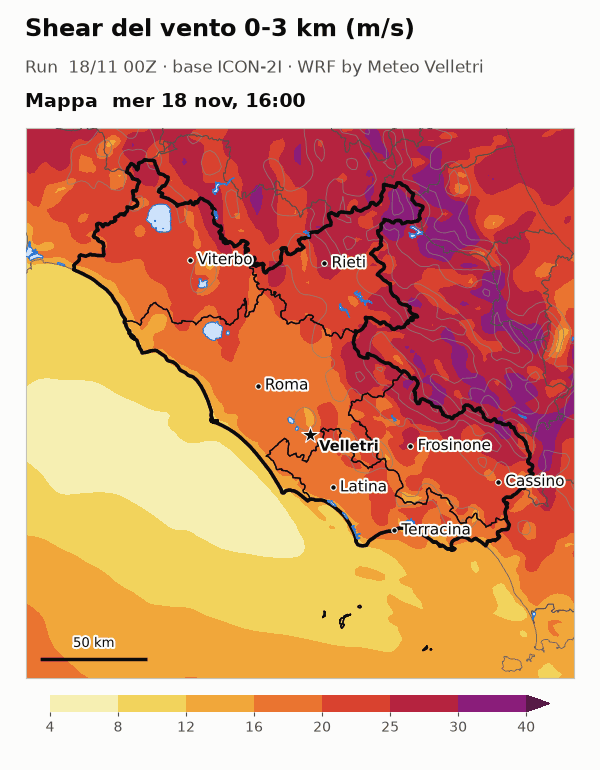 Shear del vento 0-3 km (m/s)
Run  18/11 00Z · base ICON-2I · WRF by Meteo Velletri
Mappa  mer 18 nov, 16:00
Viterbo
Rieti
Roma
Velletri
Frosinone
Latina
Cassino
Terracina
50 km
4 8 12 16 20 25 30 40